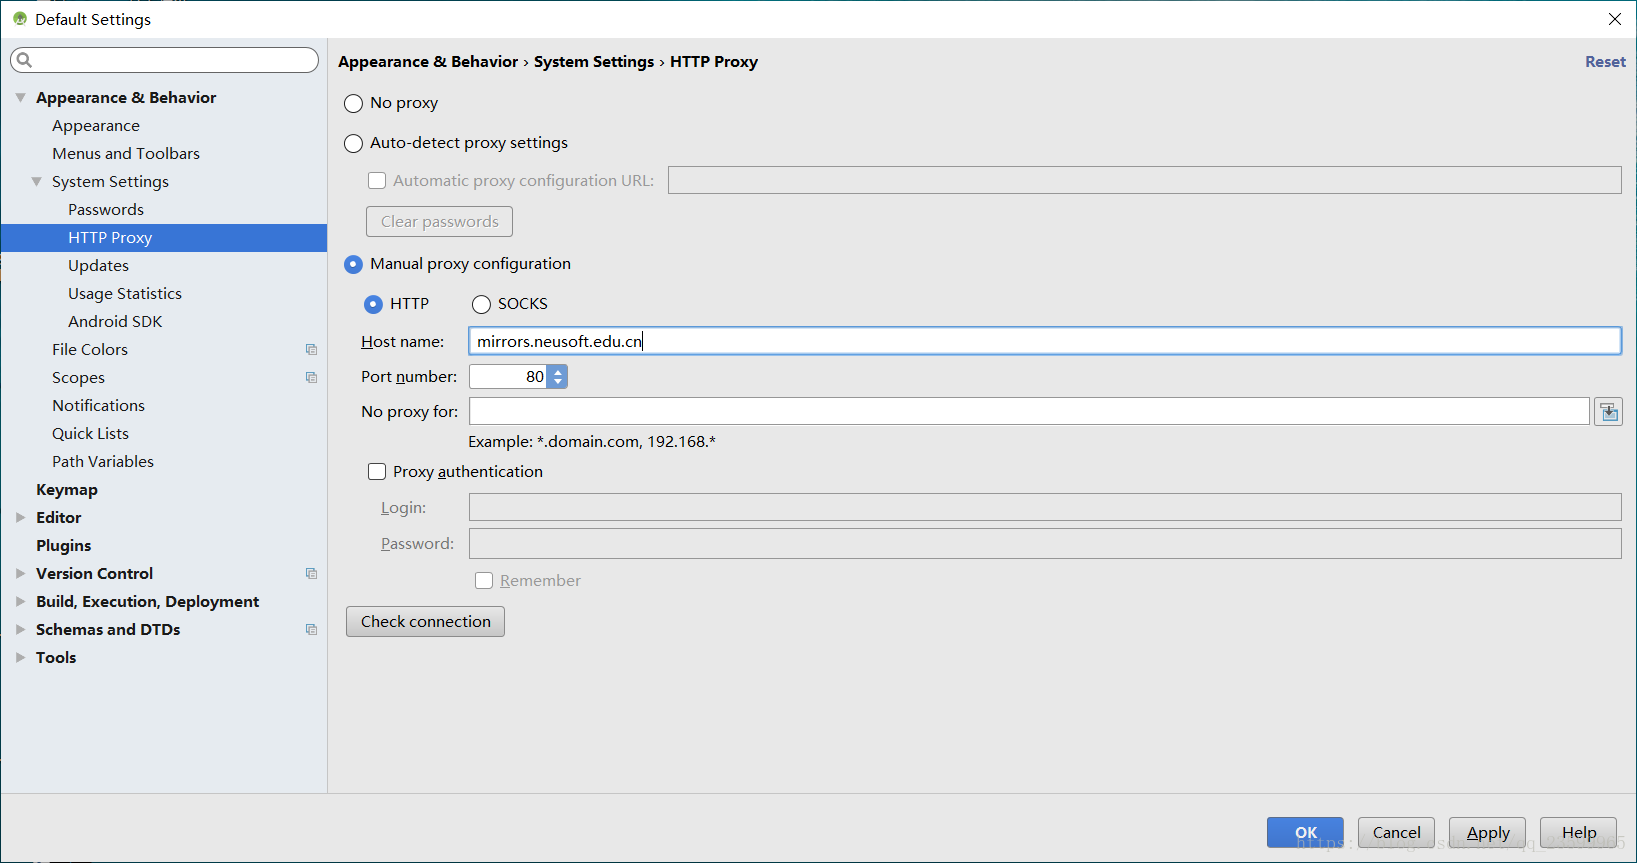 Default Settings
Appearance & Behavior
Appearance
Menus and Toolbars
System Settings
Passwords
HTTP Proxy
Updates
Usage Statistics
Android SDK
File Colors
Scopes
Notifications
Quick Lists
Path Variables
Keymap
Editor
Plugins
Version Control
Build, Execution, Deployment
Schemas and DTDs
Tools
Appearance & Behavior › System Settings › HTTP Proxy
Reset
No proxy
Auto-detect proxy settings
Automatic proxy configuration URL:
Clear passwords
Manual proxy configuration
HTTP
SOCKS
Host name: mirrors.neusoft.edu.cn
Port number: 80
No proxy for:
Example: *.domain.com, 192.168.*
Proxy authentication
Login:
Password:
Remember
Check connection
OK
Cancel
Apply
Help